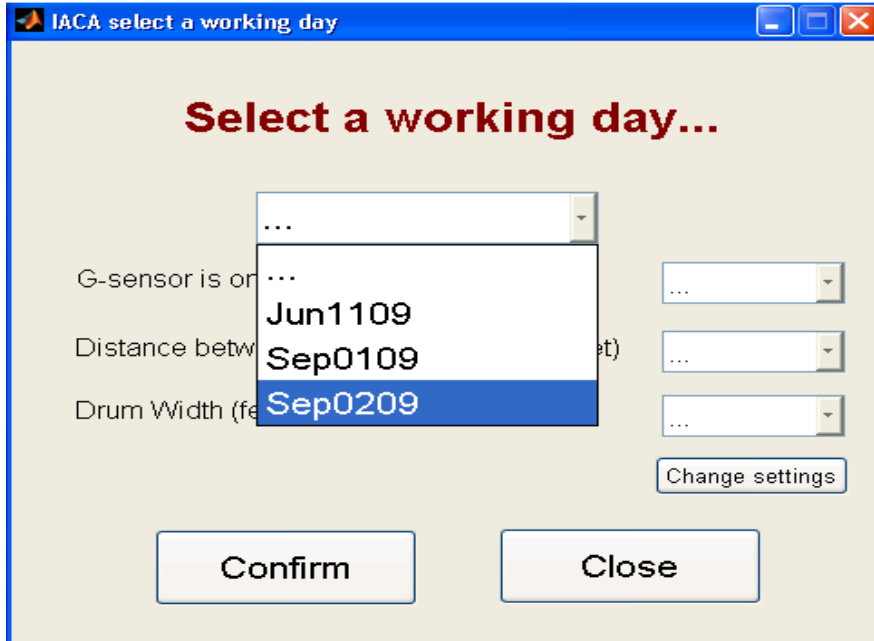 IACA select a working day
Select a working day...
...
...
Jun1109
Sep0109
Sep0209
G-sensor is on
...
Distance betw et)
...
Drum Width (fe
...
Change settings
Confirm
Close